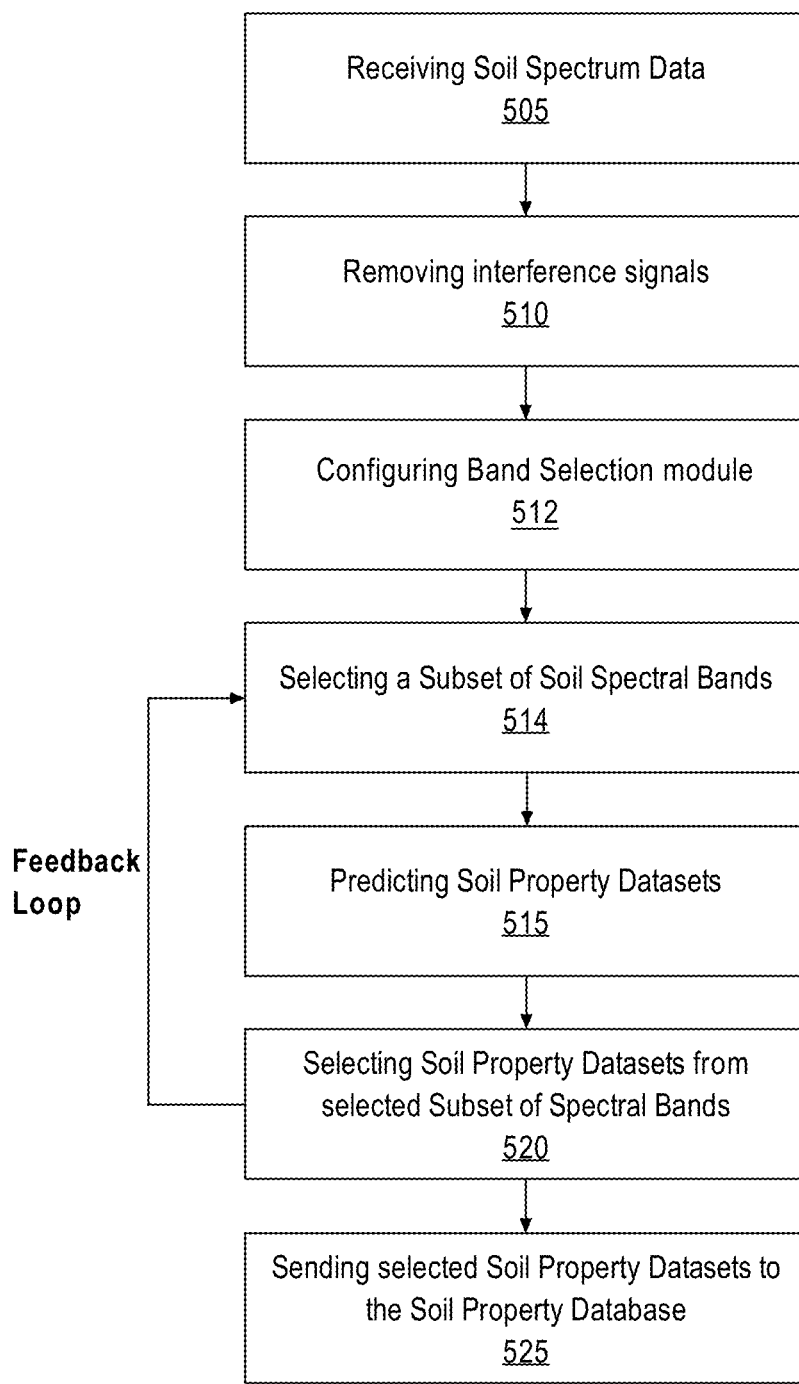 Receiving Soil Spectrum Data
505
Removing interference signals
510
Configuring Band Selection module
512
Selecting a Subset of Soil Spectral Bands
514
Feedback
Loop
Predicting Soil Property Datasets
515
Selecting Soil Property Datasets from
selected Subset of Spectral Bands
520
Sending selected Soil Property Datasets to
the Soil Property Database
525